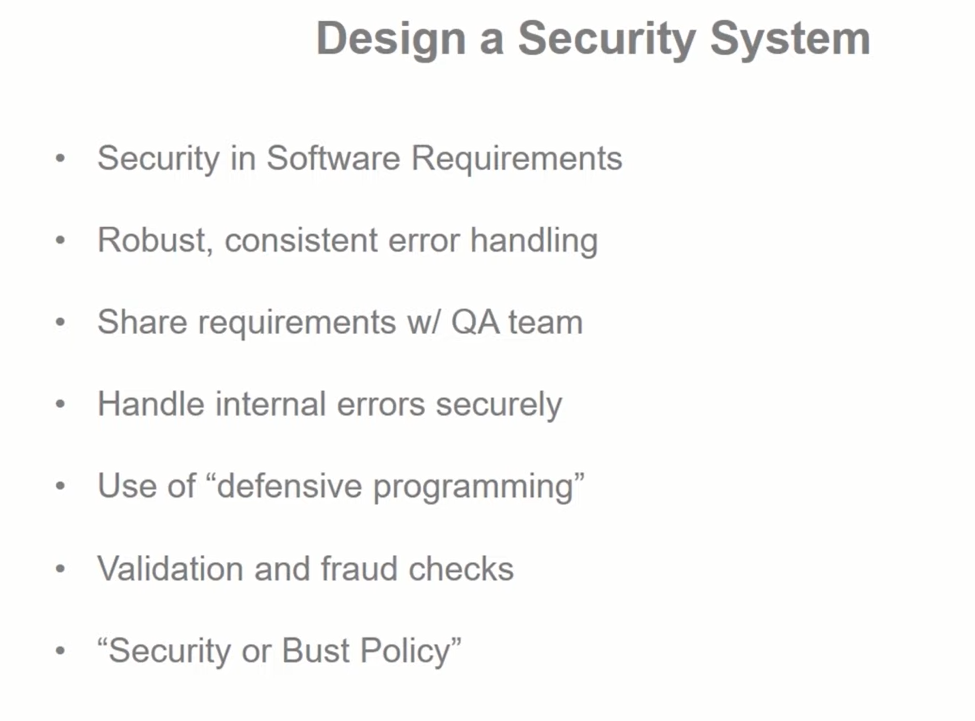 Design a Security System
• Security in Software Requirements
• Robust, consistent error handling
• Share requirements w/ QA team
• Handle internal errors securely
• Use of “defensive programming”
• Validation and fraud checks
• “Security or Bust Policy”